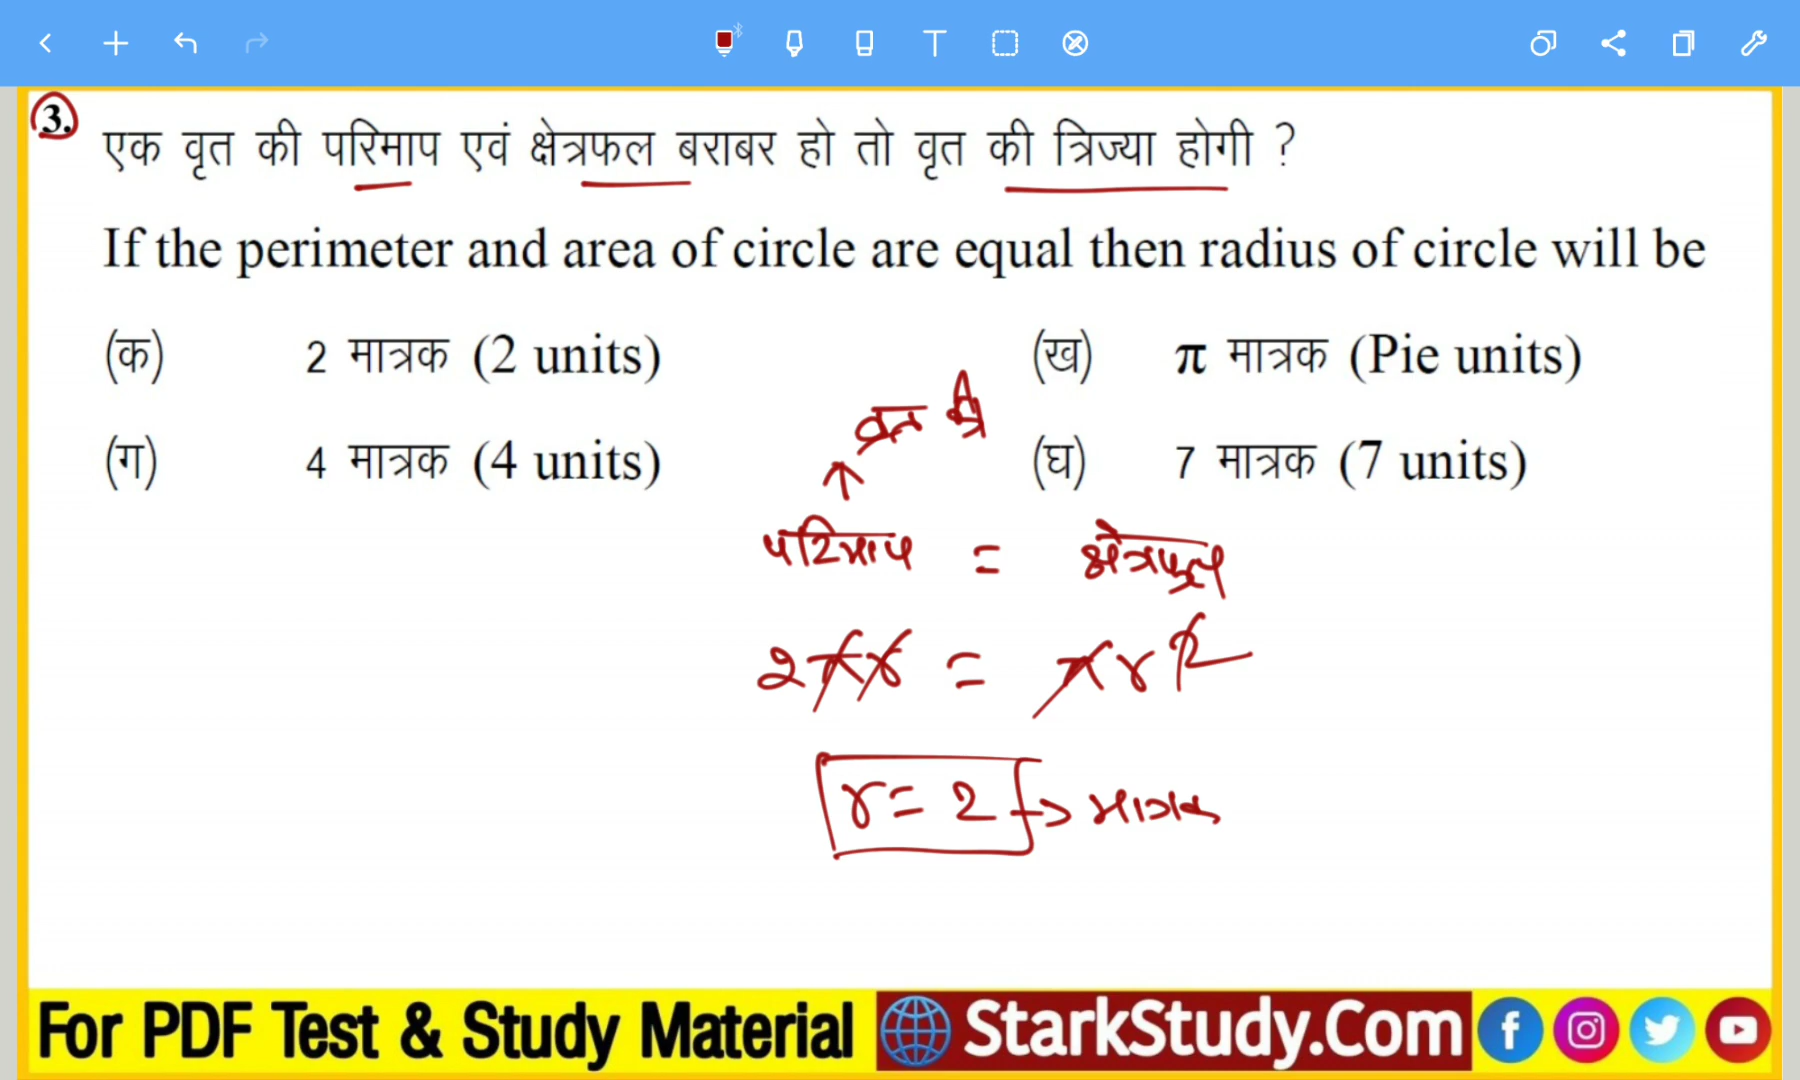 3.
एक वृत की परिमाप एवं क्षेत्रफल बराबर हो तो वृत की त्रिज्या होगी ?
If the perimeter and area of circle are equal then radius of circle will be
(क) 2 मात्रक (2 units) (ख) π मात्रक (Pie units)
(ग) 4 मात्रक (4 units) (घ) 7 मात्रक (7 units)
परिमाप = क्षेत्रफल
2πr = πr²
r = 2 → मात्रक
For PDF Test & Study Material StarkStudy.Com